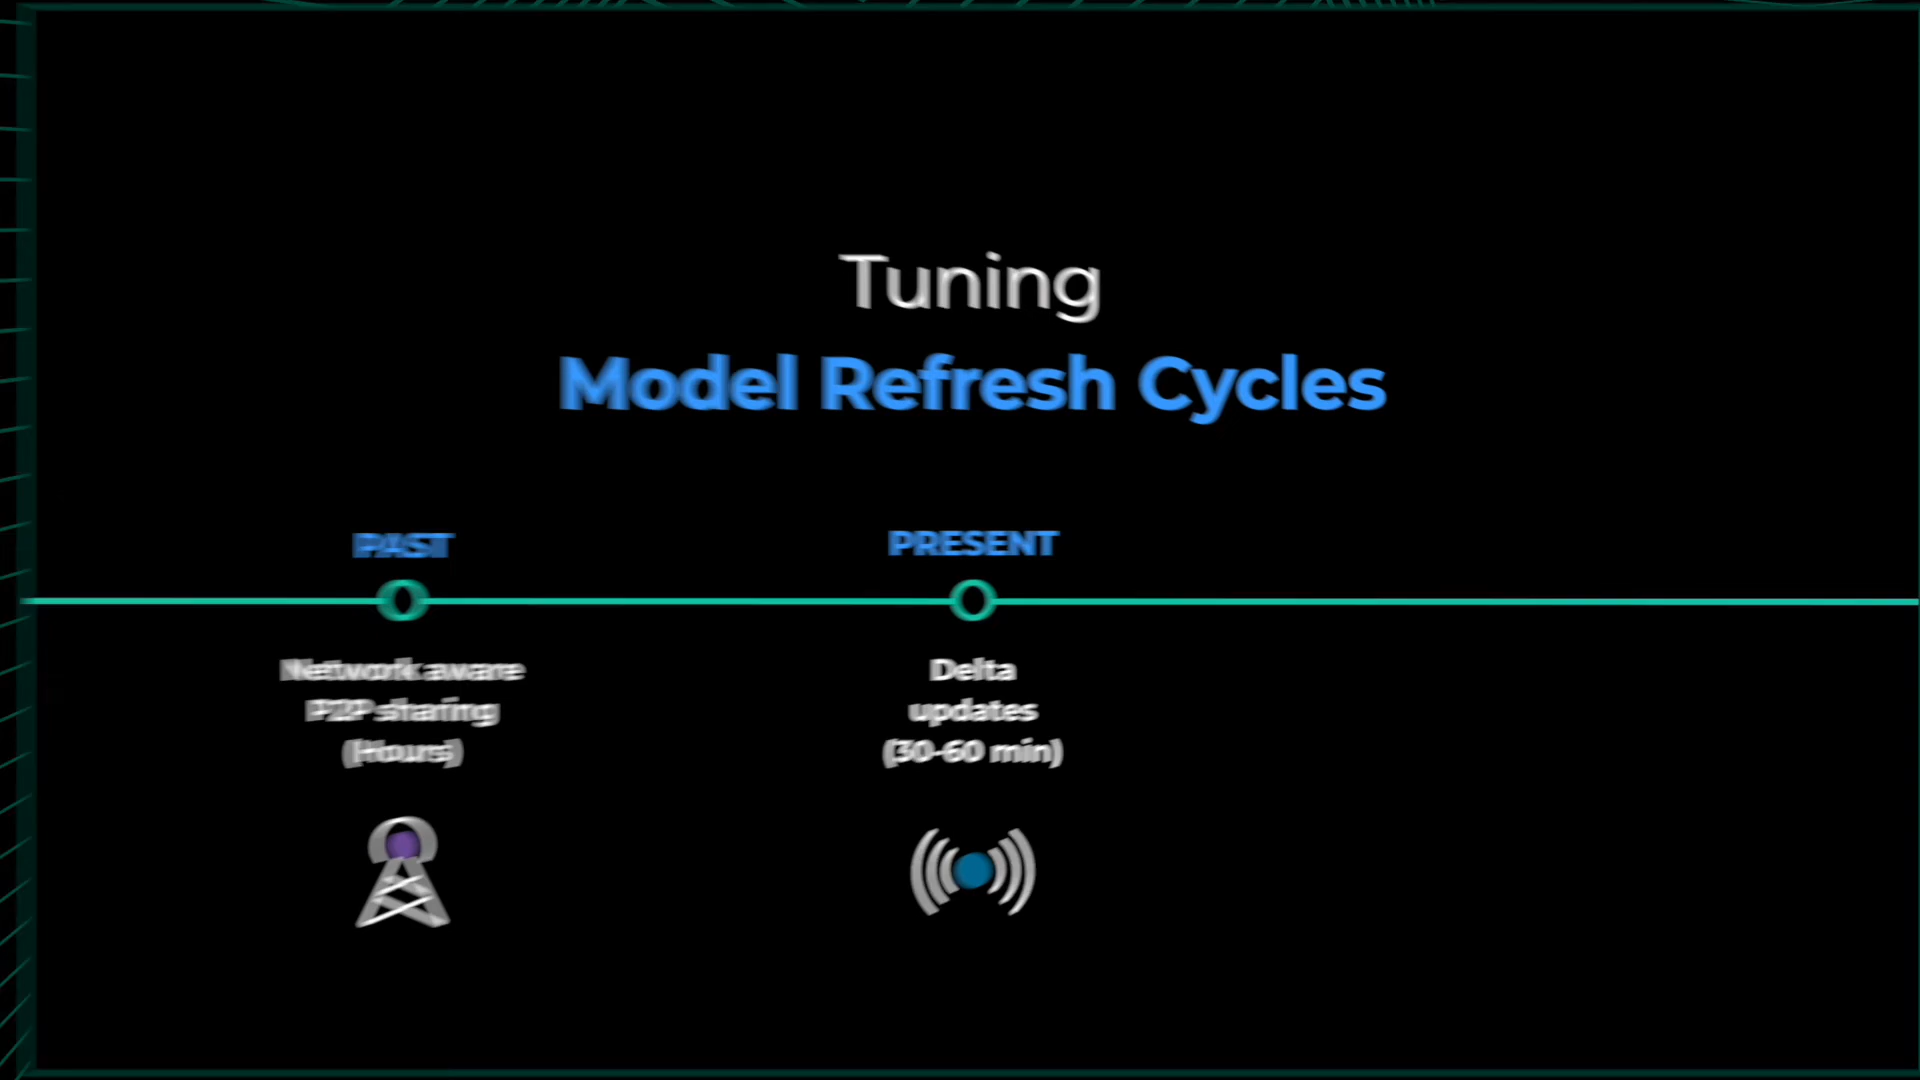 Tuning
Model Refresh Cycles
PAST
PRESENT
Network aware
P2P sharing
(Hours)
Delta
updates
(30-60 min)